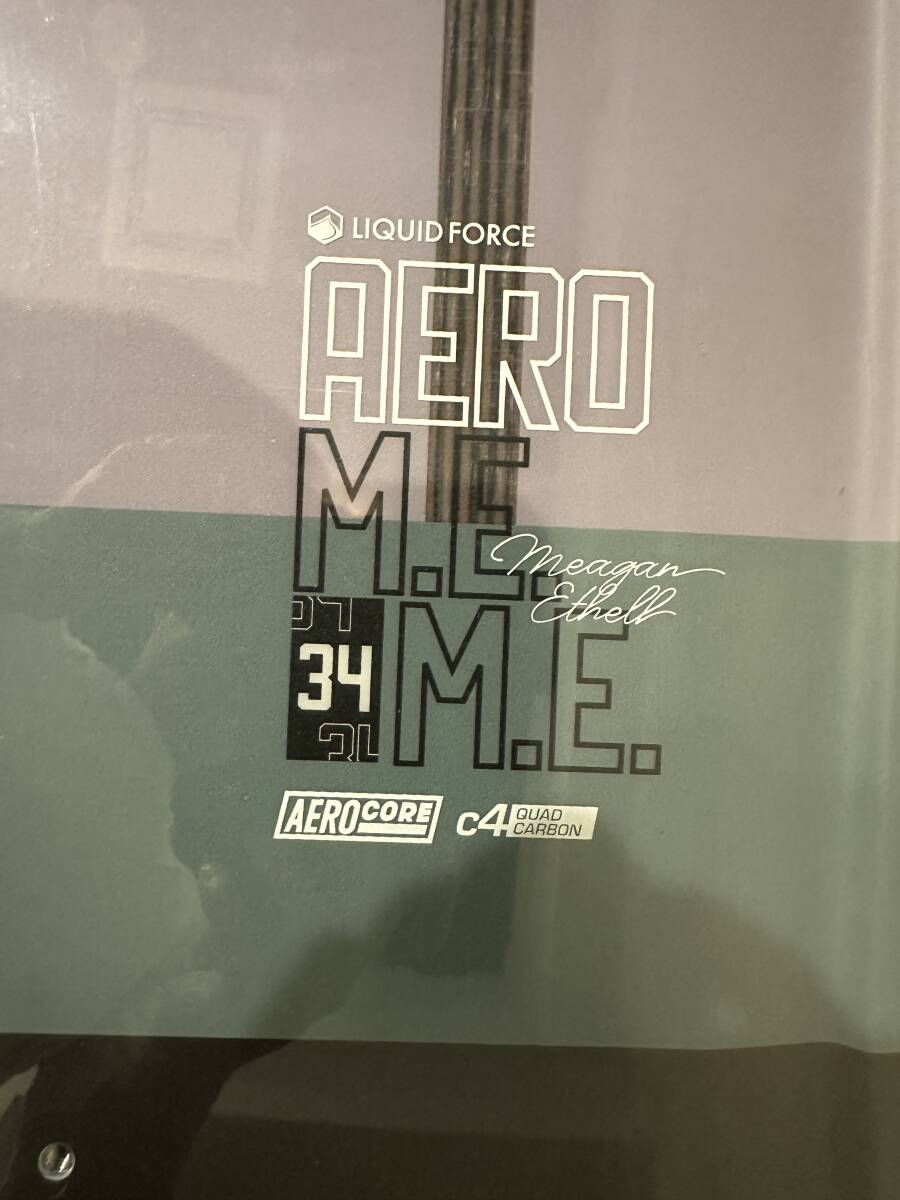 LIQUID FORCE
AERO
M.E.
Meagan
Ethell
34
M.E.
AEROCORE
c4 QUAD
CARBON